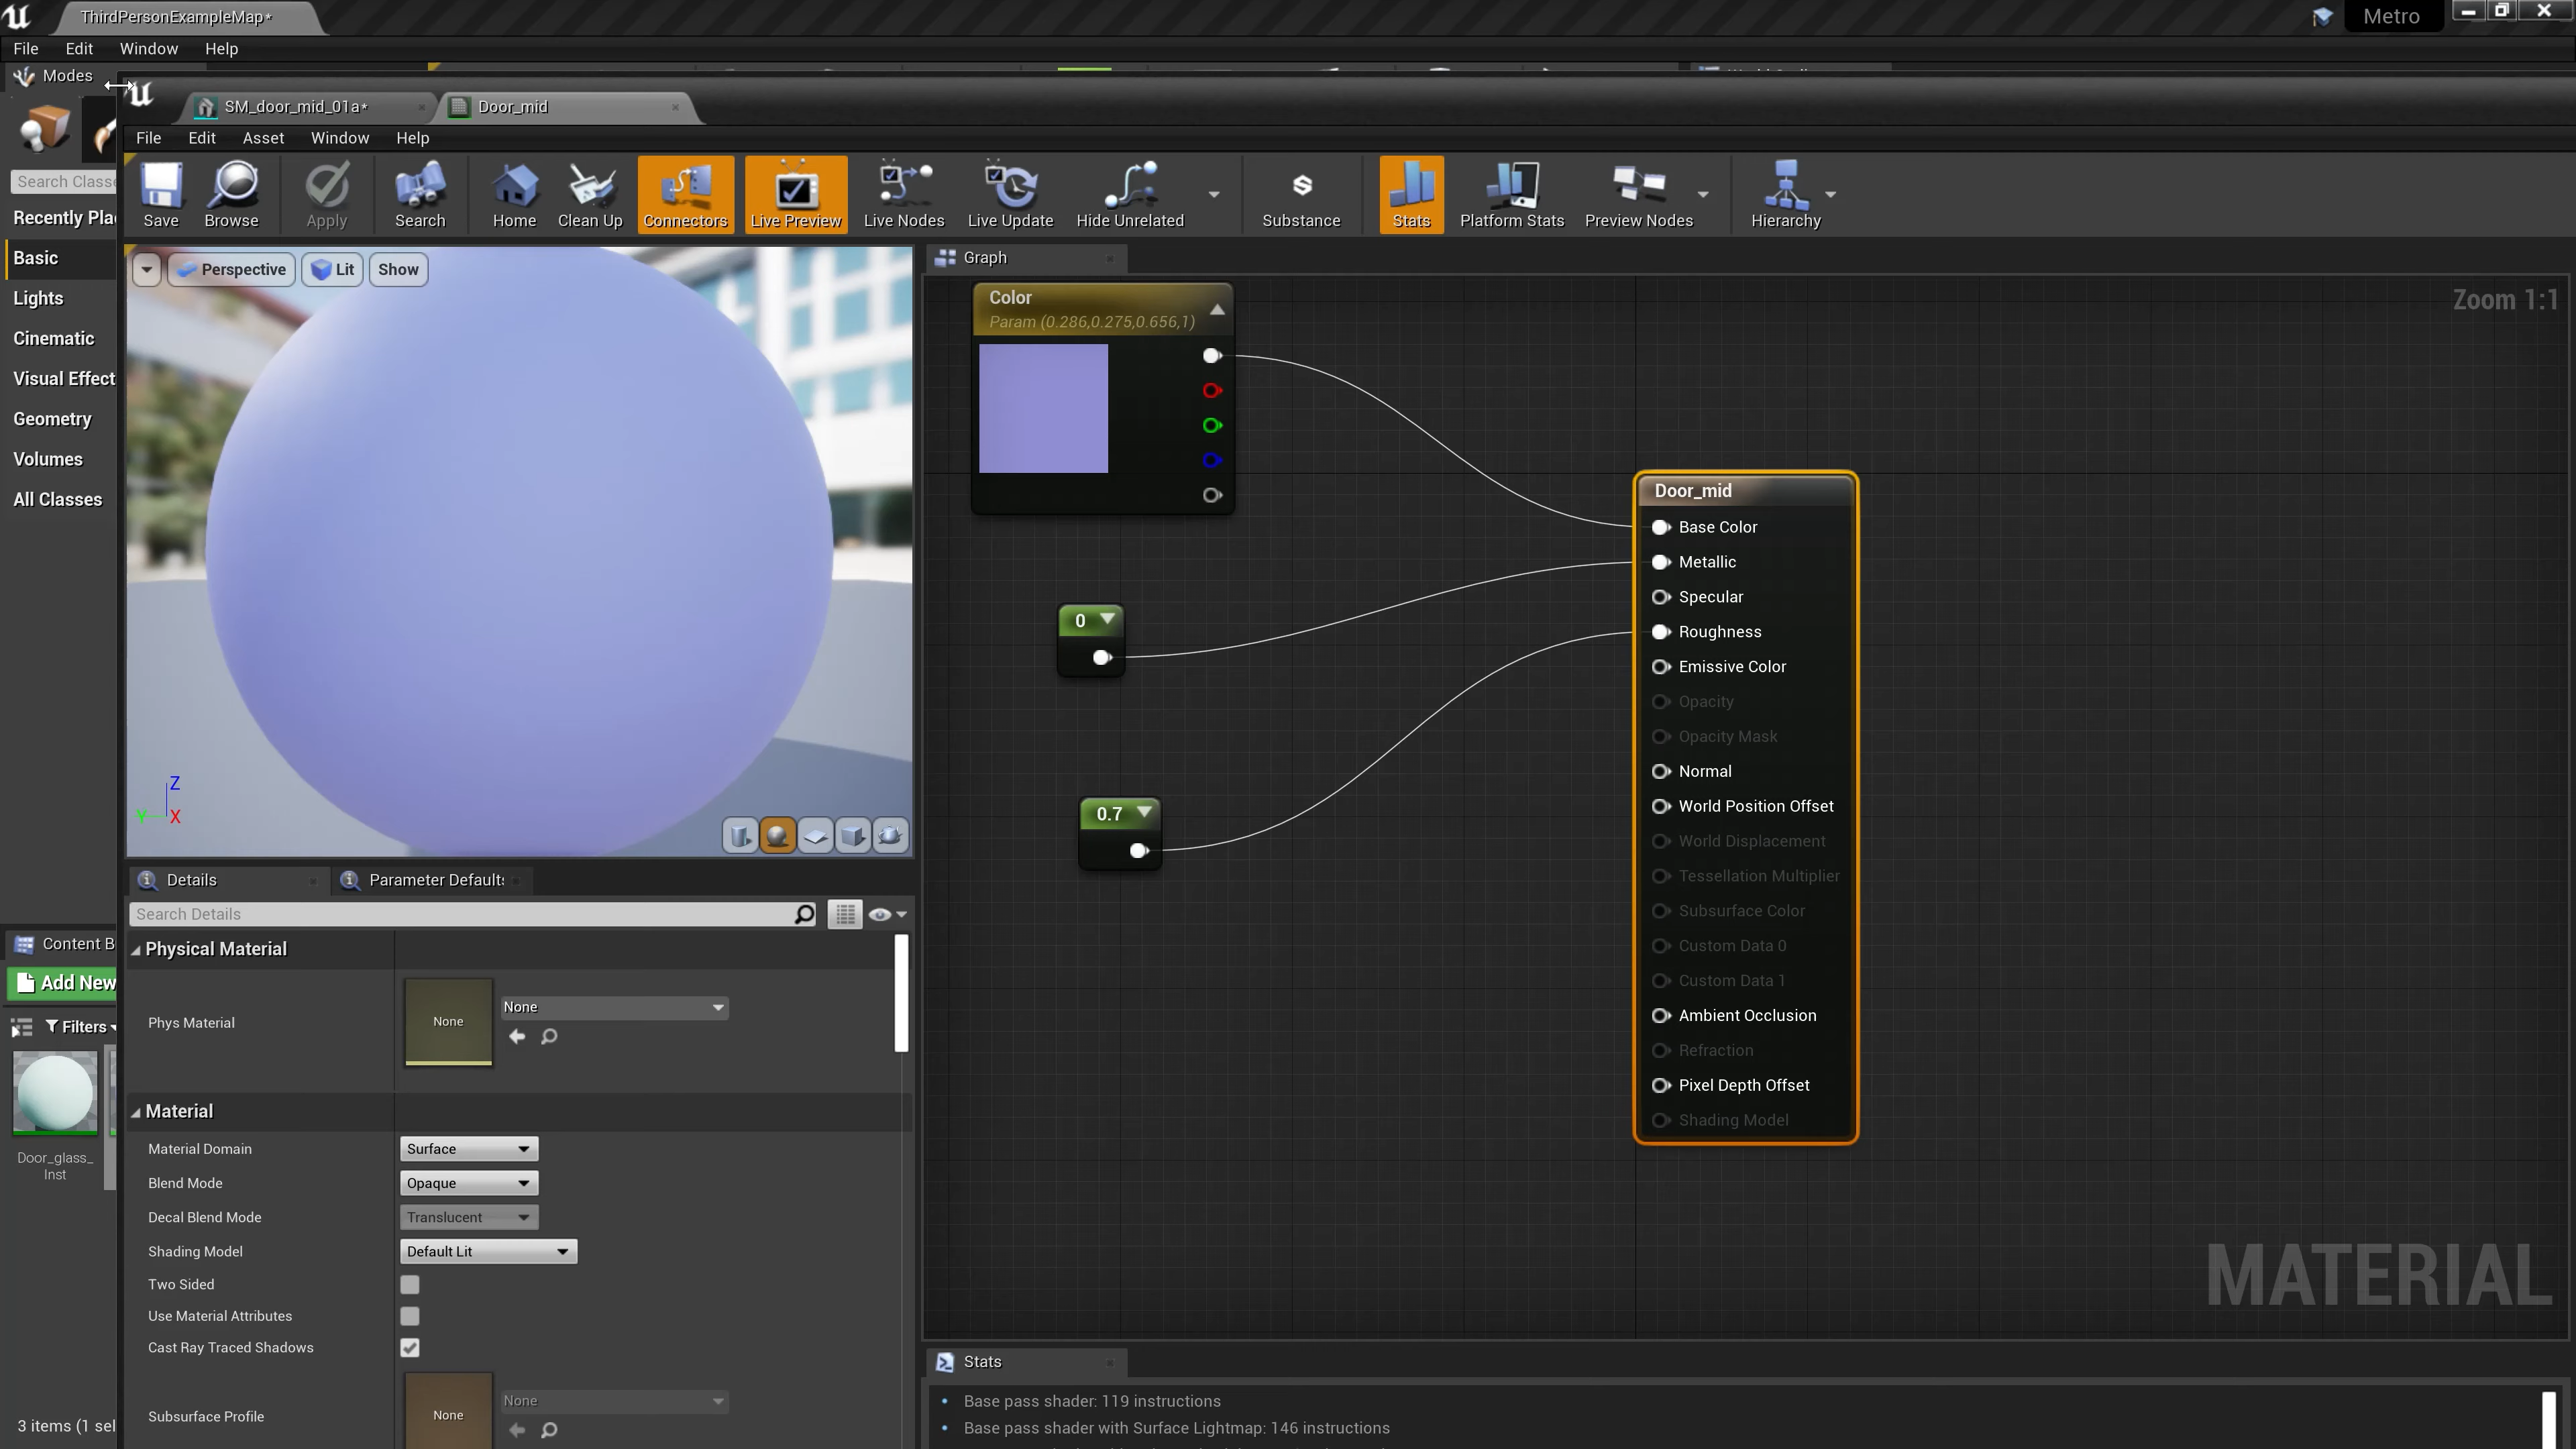 ThirdPersonExampleMap*
Metro
File Edit Window Help
Modes
SM_door_mid_01a* Door_mid
File Edit Asset Window Help
Search Classe
Save Browse Apply Search Home Clean Up Connectors Live Preview Live Nodes Live Update Hide Unrelated Substance Stats Platform Stats Preview Nodes Hierarchy
Recently Pla
Basic
Lights
Cinematic
Visual Effect
Geometry
Volumes
All Classes
Perspective Lit Show
Z
Y X
Graph
Zoom 1:1
Color
Param (0.286,0.275,0.656,1)
0
0.7
Door_mid
Base Color
Metallic
Specular
Roughness
Emissive Color
Opacity
Opacity Mask
Normal
World Position Offset
World Displacement
Tessellation Multiplier
Subsurface Color
Custom Data 0
Custom Data 1
Ambient Occlusion
Refraction
Pixel Depth Offset
Shading Model
MATERIAL
Details Parameter Defaults
Search Details
Physical Material
Phys Material None None
Material
Material Domain Surface
Blend Mode Opaque
Decal Blend Mode Translucent
Shading Model Default Lit
Two Sided
Use Material Attributes
Cast Ray Traced Shadows
Subsurface Profile None None
Content B
Add New
Filters
Door_glass_
Inst
3 items (1 sel
Stats
Base pass shader: 119 instructions
Base pass shader with Surface Lightmap: 146 instructions